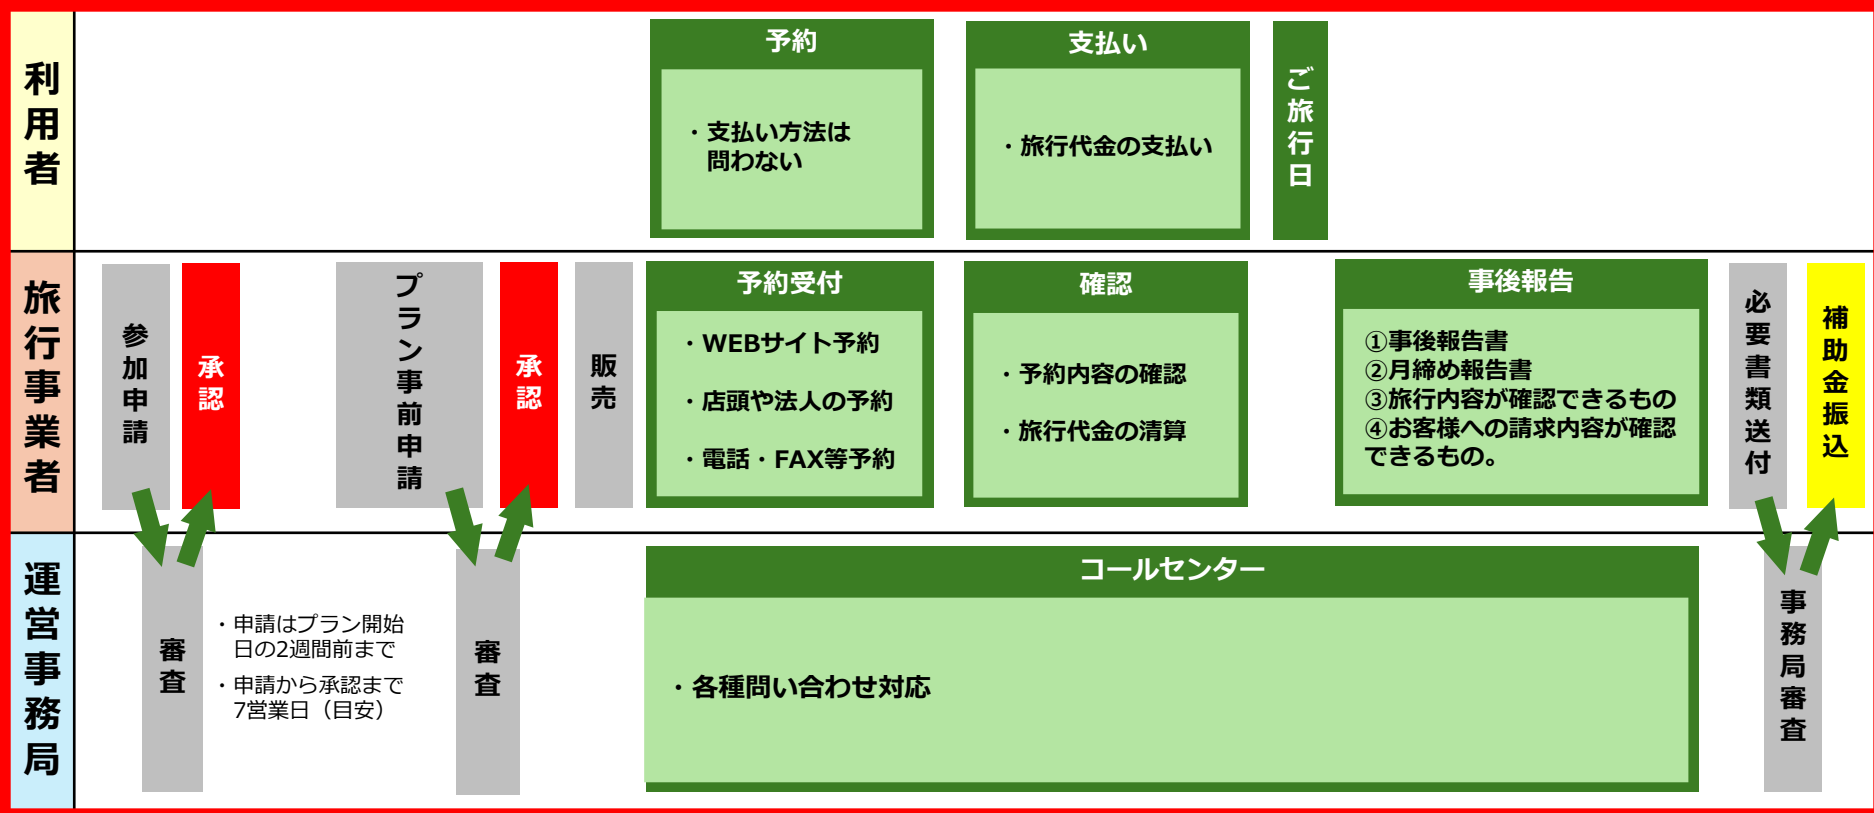 利用者
予約
・支払い方法は
問わない
支払い
・旅行代金の支払い
ご旅行日
旅行事業者
参加申請
承認
プラン事前申請
承認
販売
予約受付
・WEBサイト予約
・店頭や法人の予約
・電話・FAX等予約
確認
・予約内容の確認
・旅行代金の清算
事後報告
①事後報告書
②月締め報告書
③旅行内容が確認できるもの
④お客様への請求内容が確認
できるもの。
必要書類送付
補助金振込
運営事務局
審査
・申請はプラン開始
日の2週間前まで
・申請から承認まで
7営業日（目安）
審査
コールセンター
・各種問い合わせ対応
事務局審査